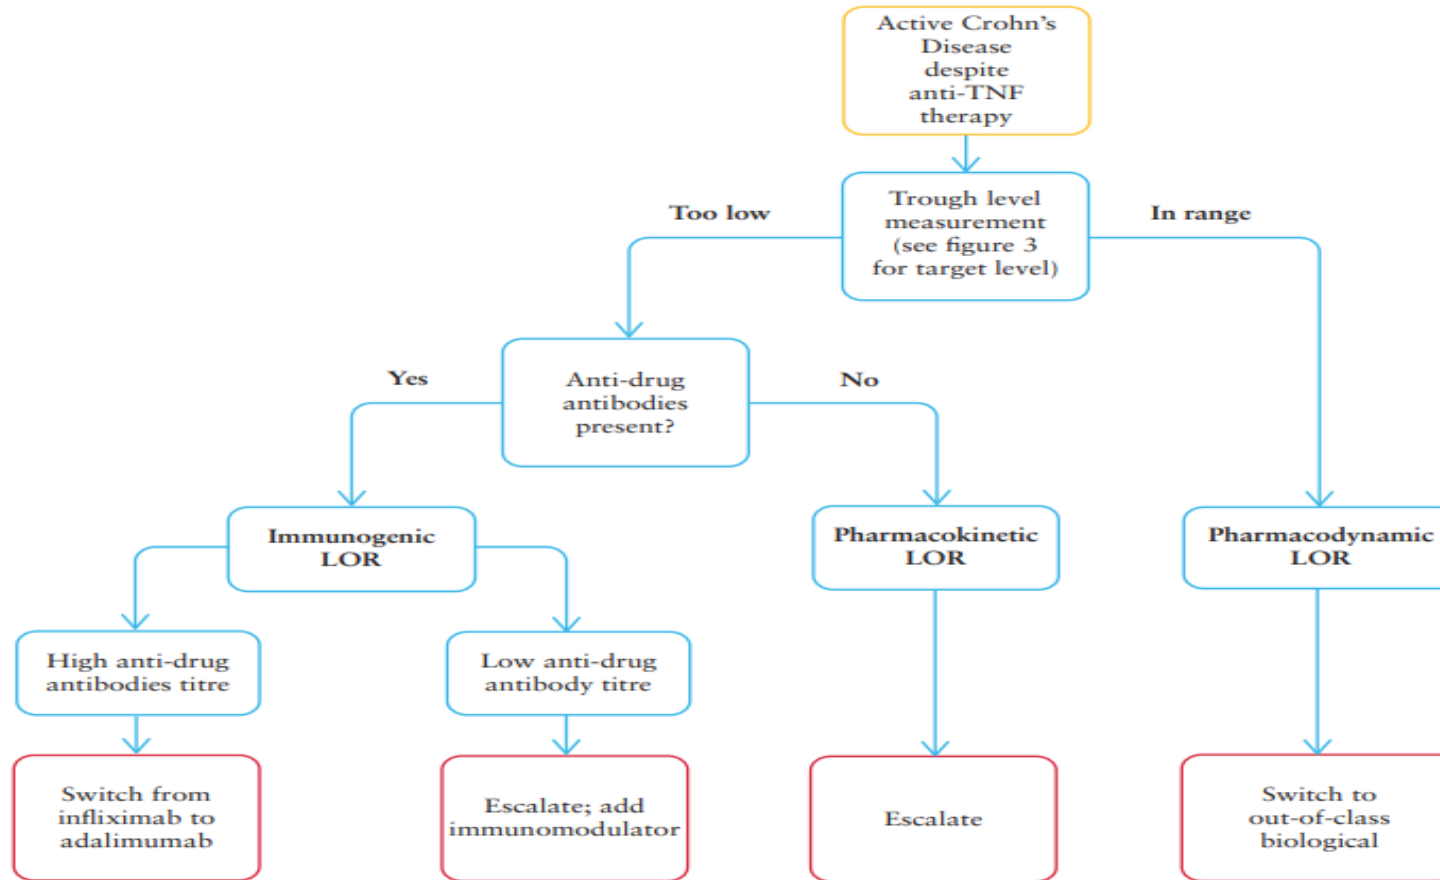 Active Crohn’s
Disease
despite
anti-TNF
therapy
Too low
Trough level
measurement
(see figure 3
for target level)
In range
Yes
Anti-drug
antibodies
present?
No
Immunogenic
LOR
Pharmacokinetic
LOR
Pharmacodynamic
LOR
High anti-drug
antibodies titre
Low anti-drug
antibody titre
Switch from
infliximab to
adalimumab
Escalate; add
immunomodulator
Escalate
Switch to
out-of-class
biological